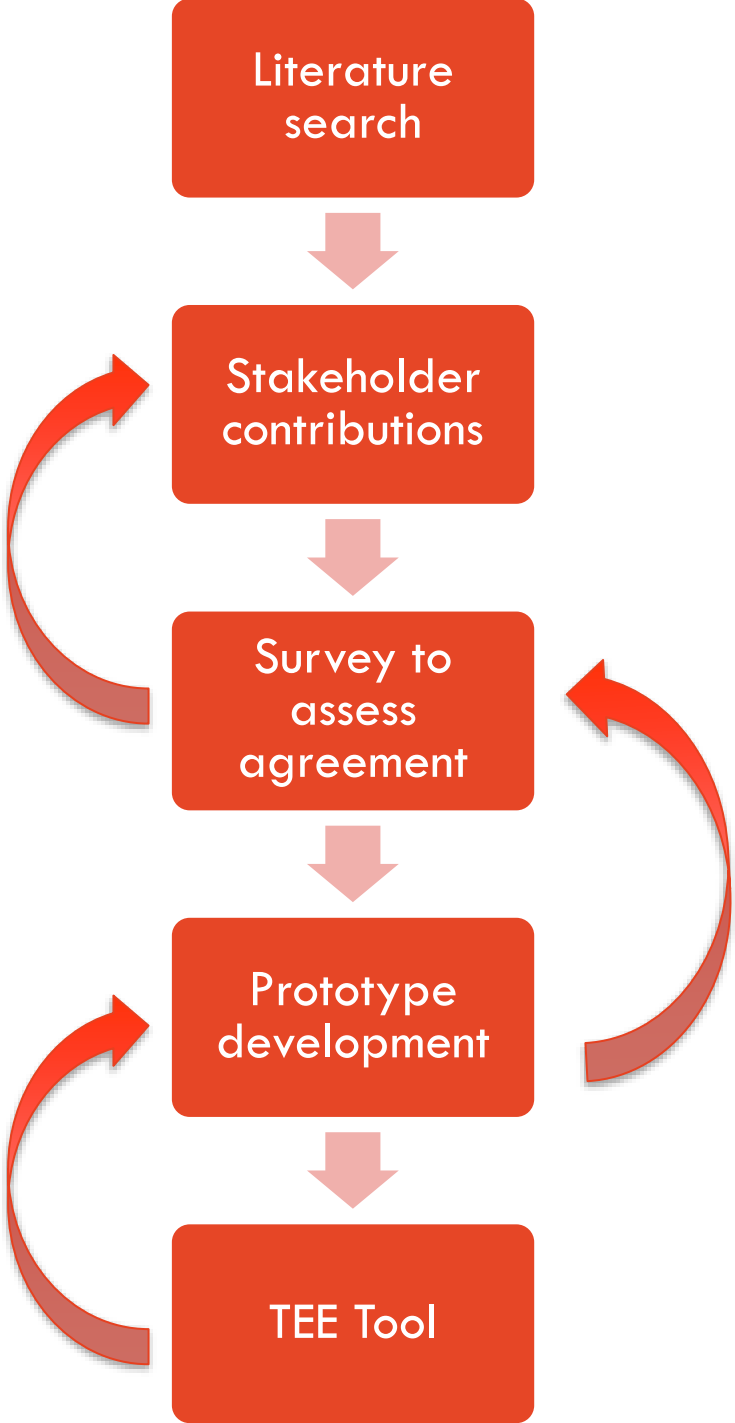 Literature
search
Stakeholder
contributions
Survey to
assess
agreement
Prototype
development
TEE Tool